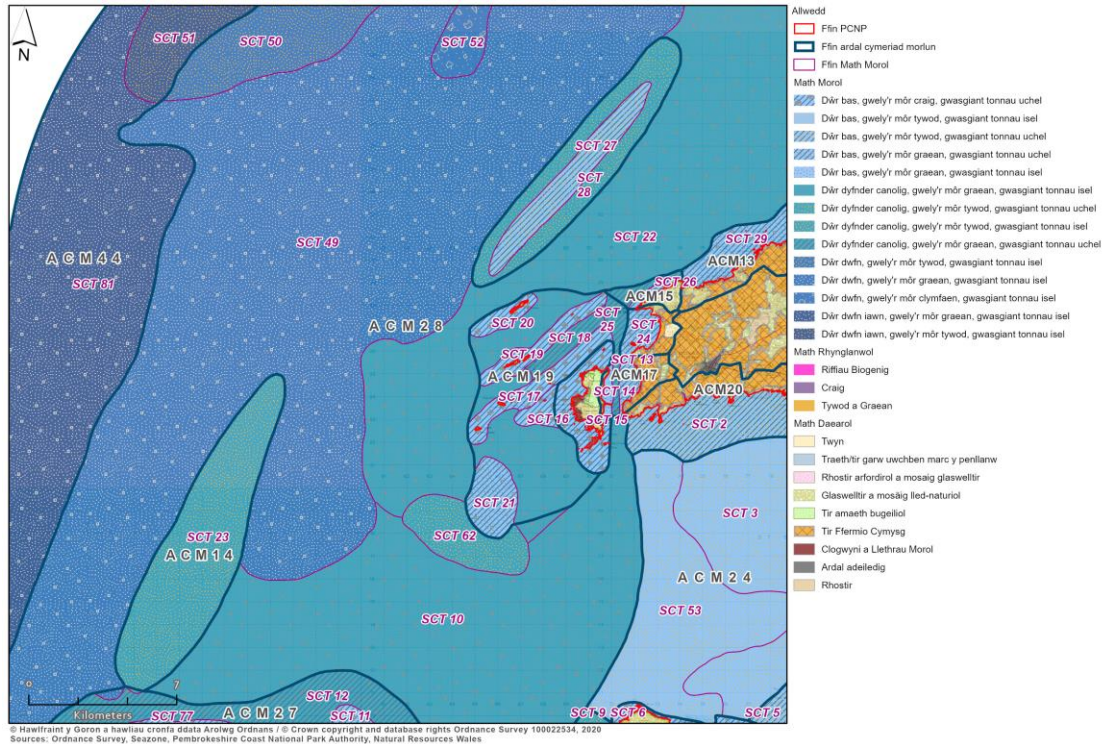 SCT 51
SCT 50
SCT 52
N
SCT 27
SCT
28
SCT 49
SCT 22
SCT 29
ACM13
ACM44
SCT 81
SCT 26
ACM15
SCT
25
SCT 20
SCT
24
ACM28
SCT 18
SCT 19
SCT 13
ACM19
ACM17
SCT 14
ACM20
SCT 17
SCT 16
SCT 15
SCT 2
SCT 21
SCT 3
SCT 62
SCT 23
ACM14
ACM24
SCT 53
SCT 10
0
7
Kilometers
SCT 12
SCT 77
ACM27
SCT 11
SCT 9
SCT 6
SCT 5
Allwedd
Ffin PCNP
Ffin ardal cymeriad morlun
Ffin Math Morol
Math Morol
Dŵr bas, gwely'r môr craig, gwasgiant tonnau uchel
Dŵr bas, gwely'r môr tywod, gwasgiant tonnau isel
Dŵr bas, gwely'r môr tywod, gwasgiant tonnau uchel
Dŵr bas, gwely'r môr graean, gwasgiant tonnau uchel
Dŵr bas, gwely'r môr graean, gwasgiant tonnau isel
Dŵr dyfnder canolig, gwely'r môr graean, gwasgiant tonnau isel
Dŵr dyfnder canolig, gwely'r môr tywod, gwasgiant tonnau uchel
Dŵr dyfnder canolig, gwely'r môr tywod, gwasgiant tonnau isel
Dŵr dyfnder canolig, gwely'r môr graean, gwasgiant tonnau uchel
Dŵr dwfn, gwely'r môr tywod, gwasgiant tonnau isel
Dŵr dwfn, gwely'r môr graean, gwasgiant tonnau isel
Dŵr dwfn, gwely'r môr clymfaen, gwasgiant tonnau isel
Dŵr dwfn iawn, gwely'r môr graean, gwasgiant tonnau isel
Dŵr dwfn iawn, gwely'r môr tywod, gwasgiant tonnau isel
Math Rhynglanwol
Riffiau Biogenig
Craig
Tywod a Graean
Math Daearol
Twyn
Traeth/tir garw uwchben marc y penllanw
Rhostir arfordirol a mosaig glaswelltir
Glaswelltir a mosäig lled-naturiol
Tir amaeth bugeiliol
Tir Ffermio Cymysg
Clogwyni a Llethrau Morol
Ardal adeiledig
Rhostir
© Hawlfraint y Goron a hawliau cronfa ddata Arolwg Ordnans / © Crown copyright and database rights Ordnance Survey 100022534, 2020
Sources: Ordnance Survey, Seazone, Pembrokeshire Coast National Park Authority, Natural Resources Wales